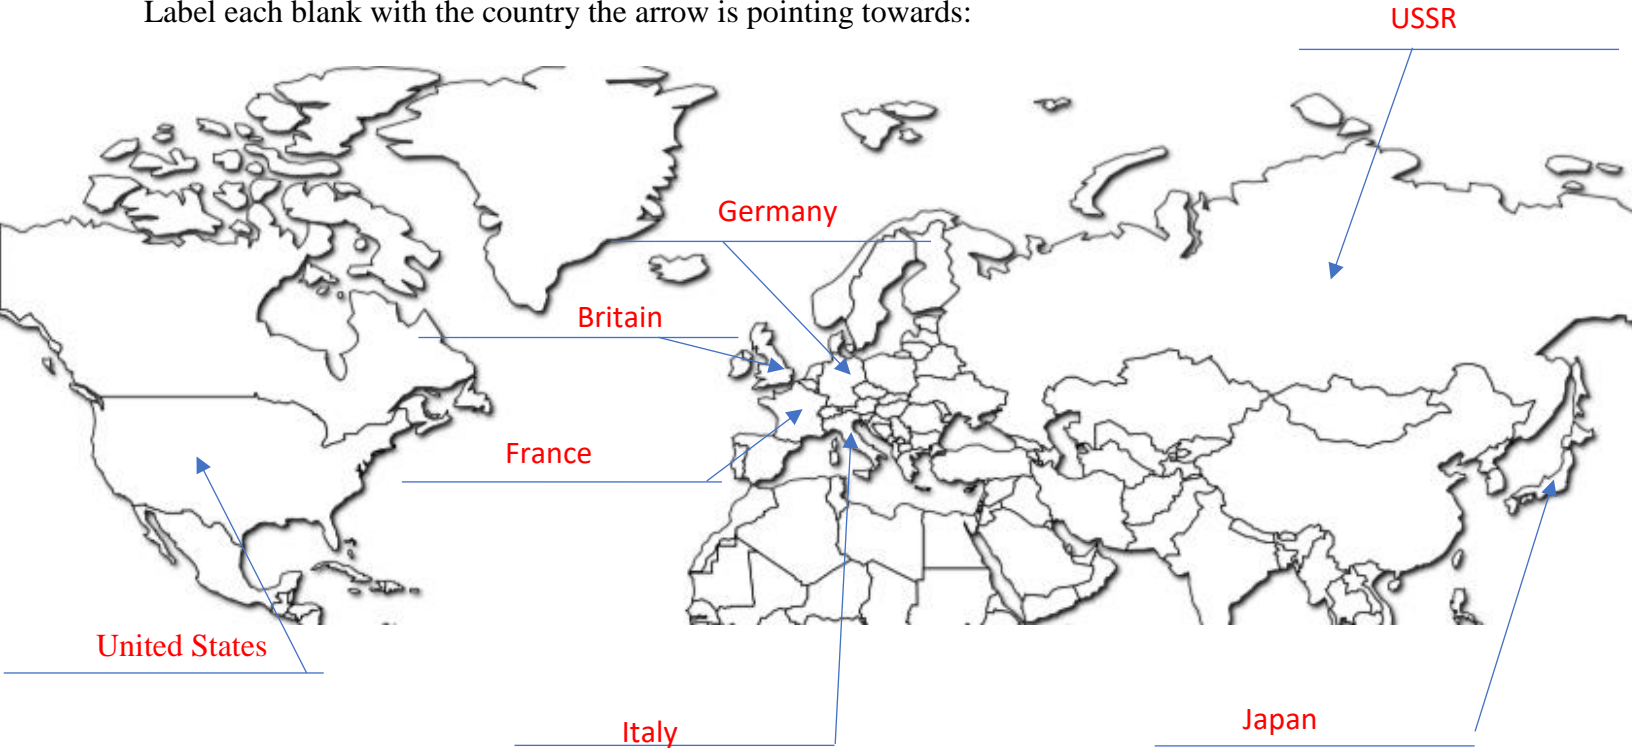 Label each blank with the country the arrow is pointing towards:
USSR
Germany
Britain
France
United States
Italy
Japan